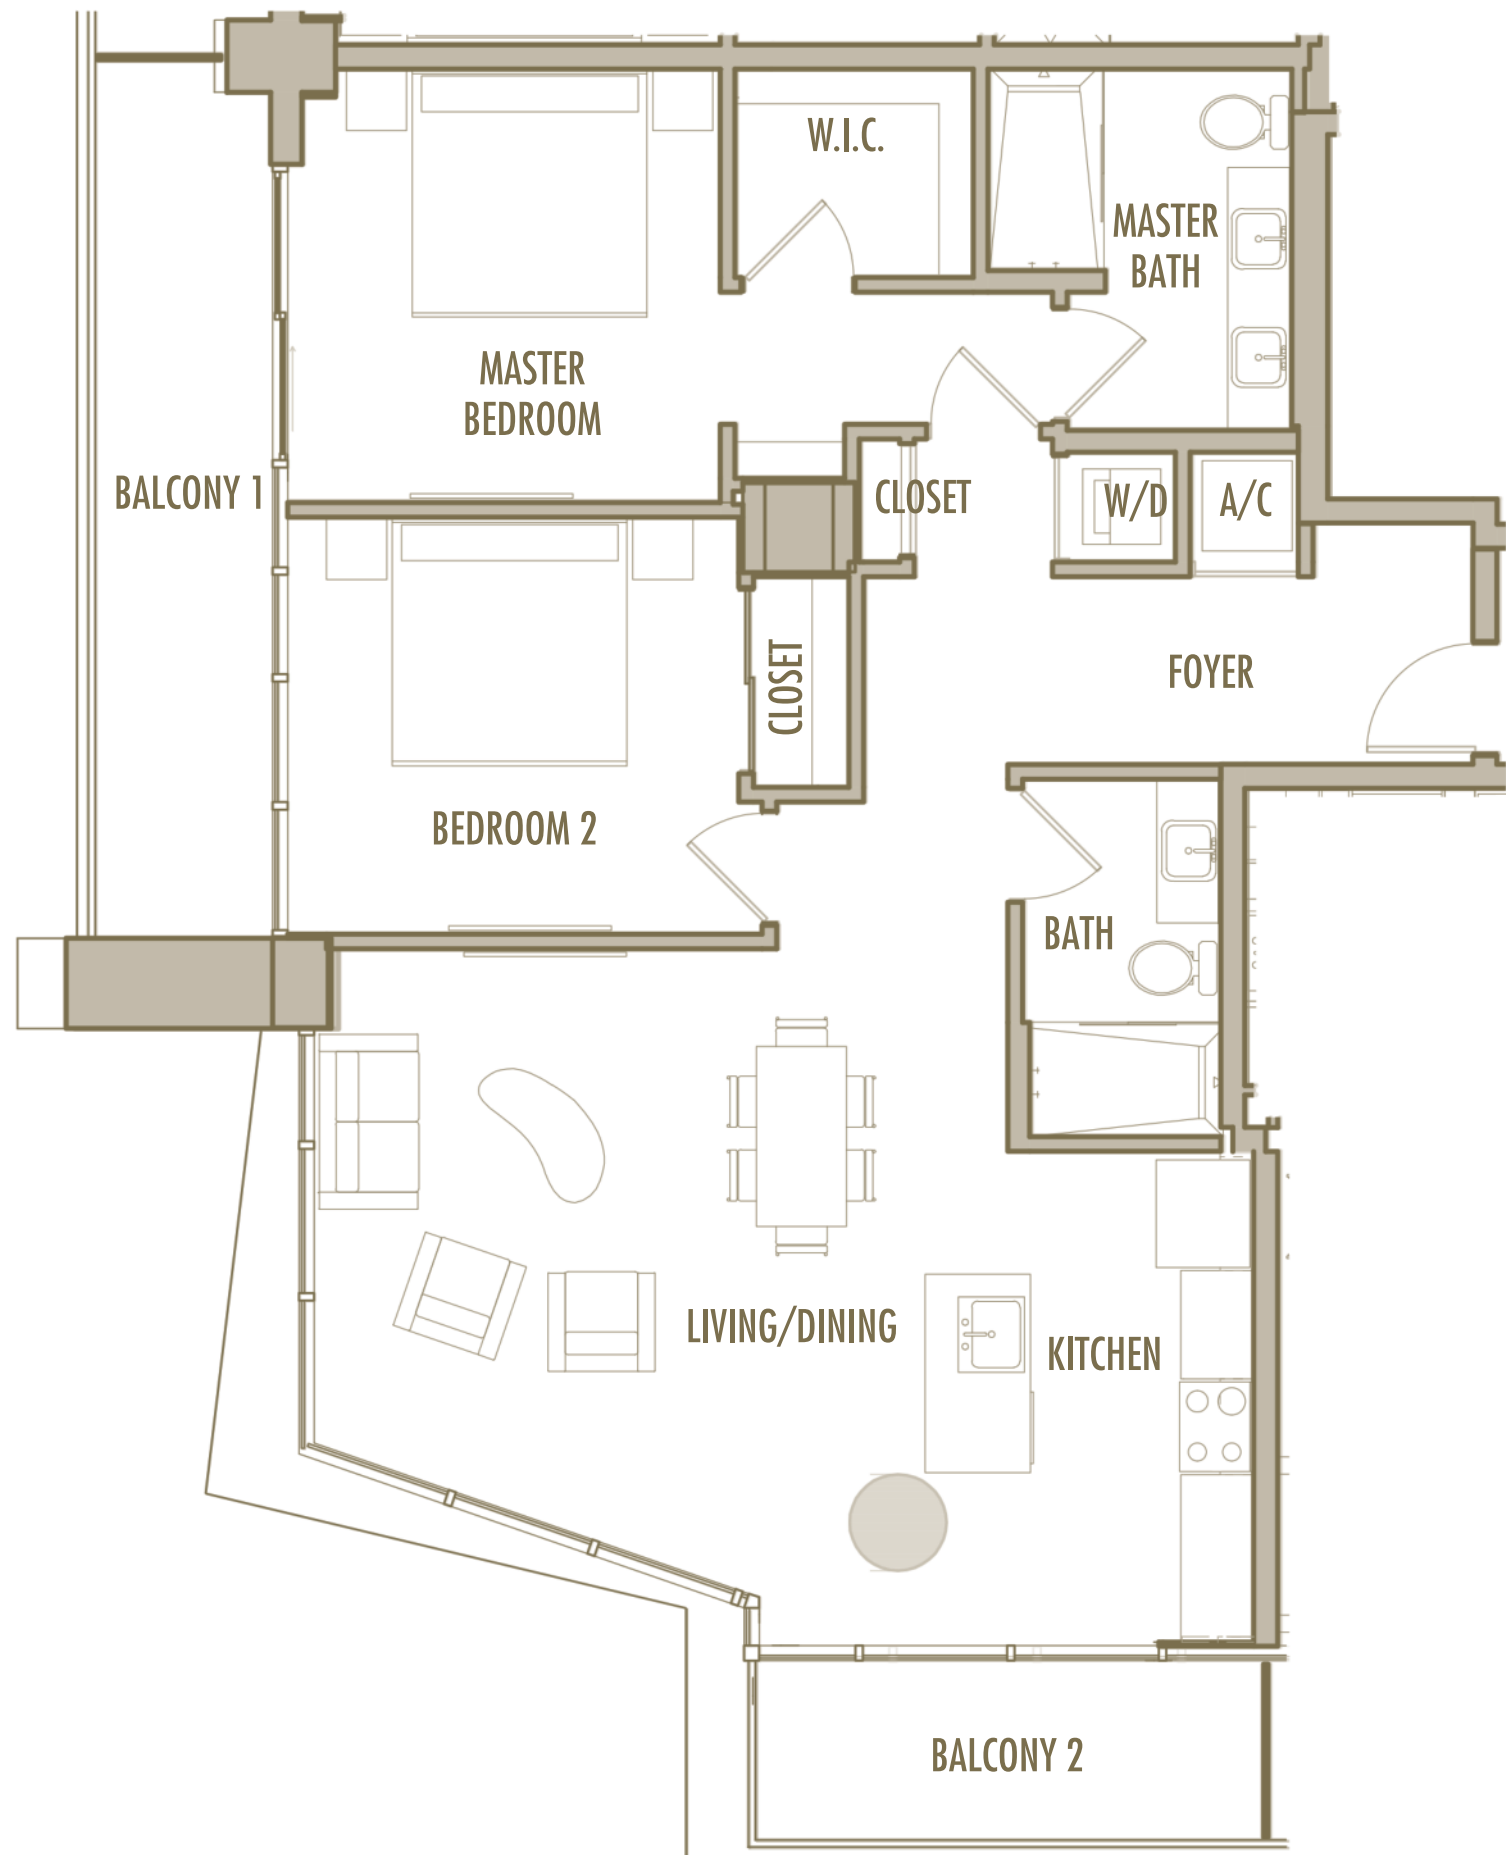 W.I.C.
MASTER
BATH
MASTER
BEDROOM
BALCONY 1
CLOSET
W/D
A/C
CLOSET
FOYER
BEDROOM 2
BATH
LIVING/DINING
KITCHEN
BALCONY 2